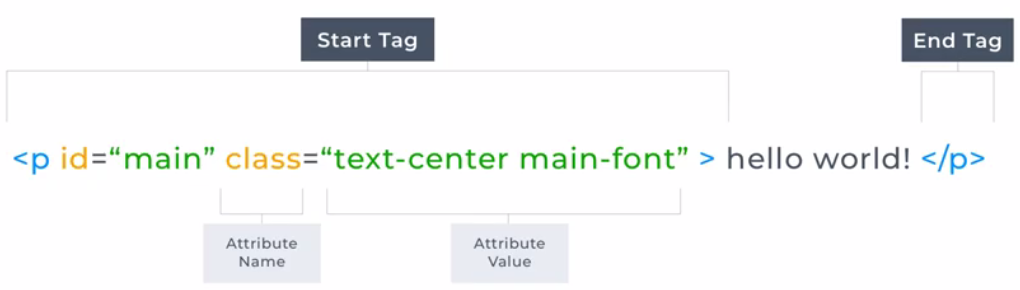 Start Tag
End Tag
<p id=“main” class=“text-center main-font” > hello world! </p>
Attribute
Name
Attribute
Value